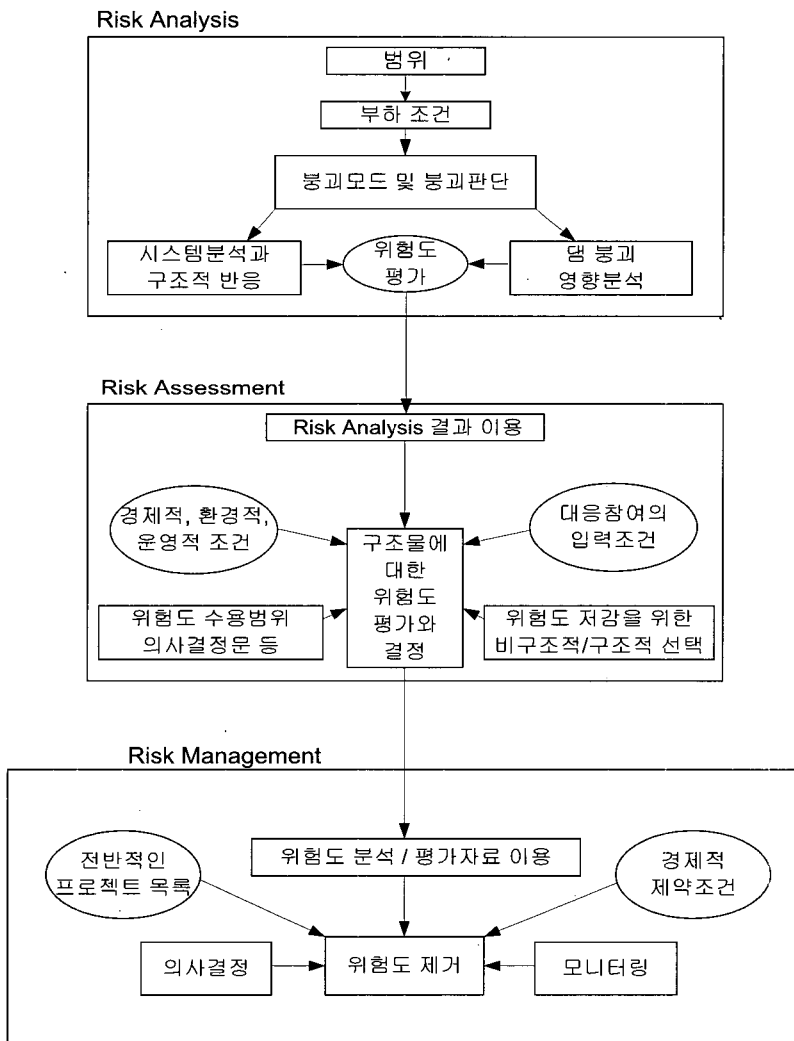 Risk Analysis
범위
부하 조건
붕괴모드 및 붕괴판단
시스템분석과
구조적 반응
위험도
평가
댐 붕괴
영향분석
Risk Assessment
Risk Analysis 결과 이용
경제적, 환경적,
운영적 조건
대응참여의
입력조건
구조물에
대한
위험도
평가와
결정
위험도 수용범위
의사결정문 등
위험도 저감을 위한
비구조적/구조적 선택
Risk Management
위험도 분석 / 평가자료 이용
전반적인
프로젝트 목록
경제적
제약조건
의사결정
위험도 제거
모니터링